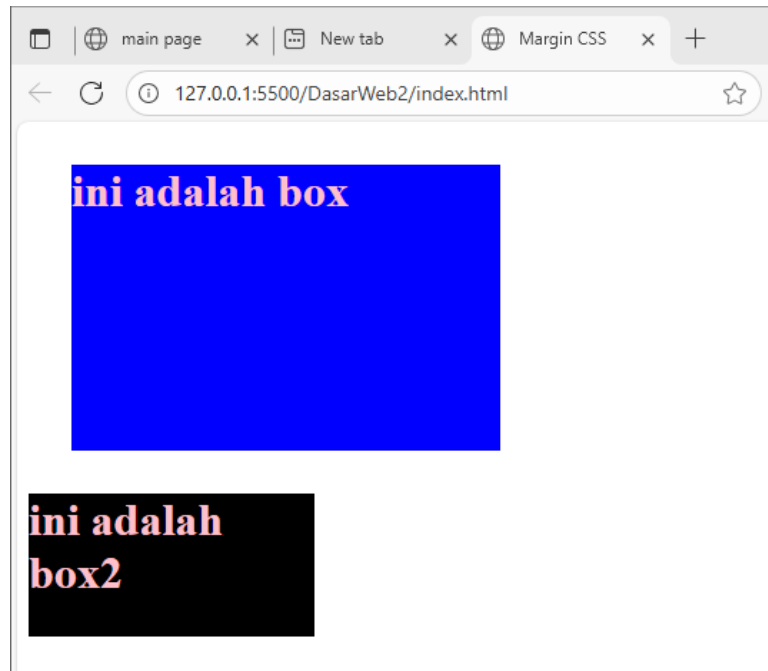 main page
New tab
Margin CSS
127.0.0.1:5500/DasarWeb2/index.html
ini adalah box
ini adalah
box2